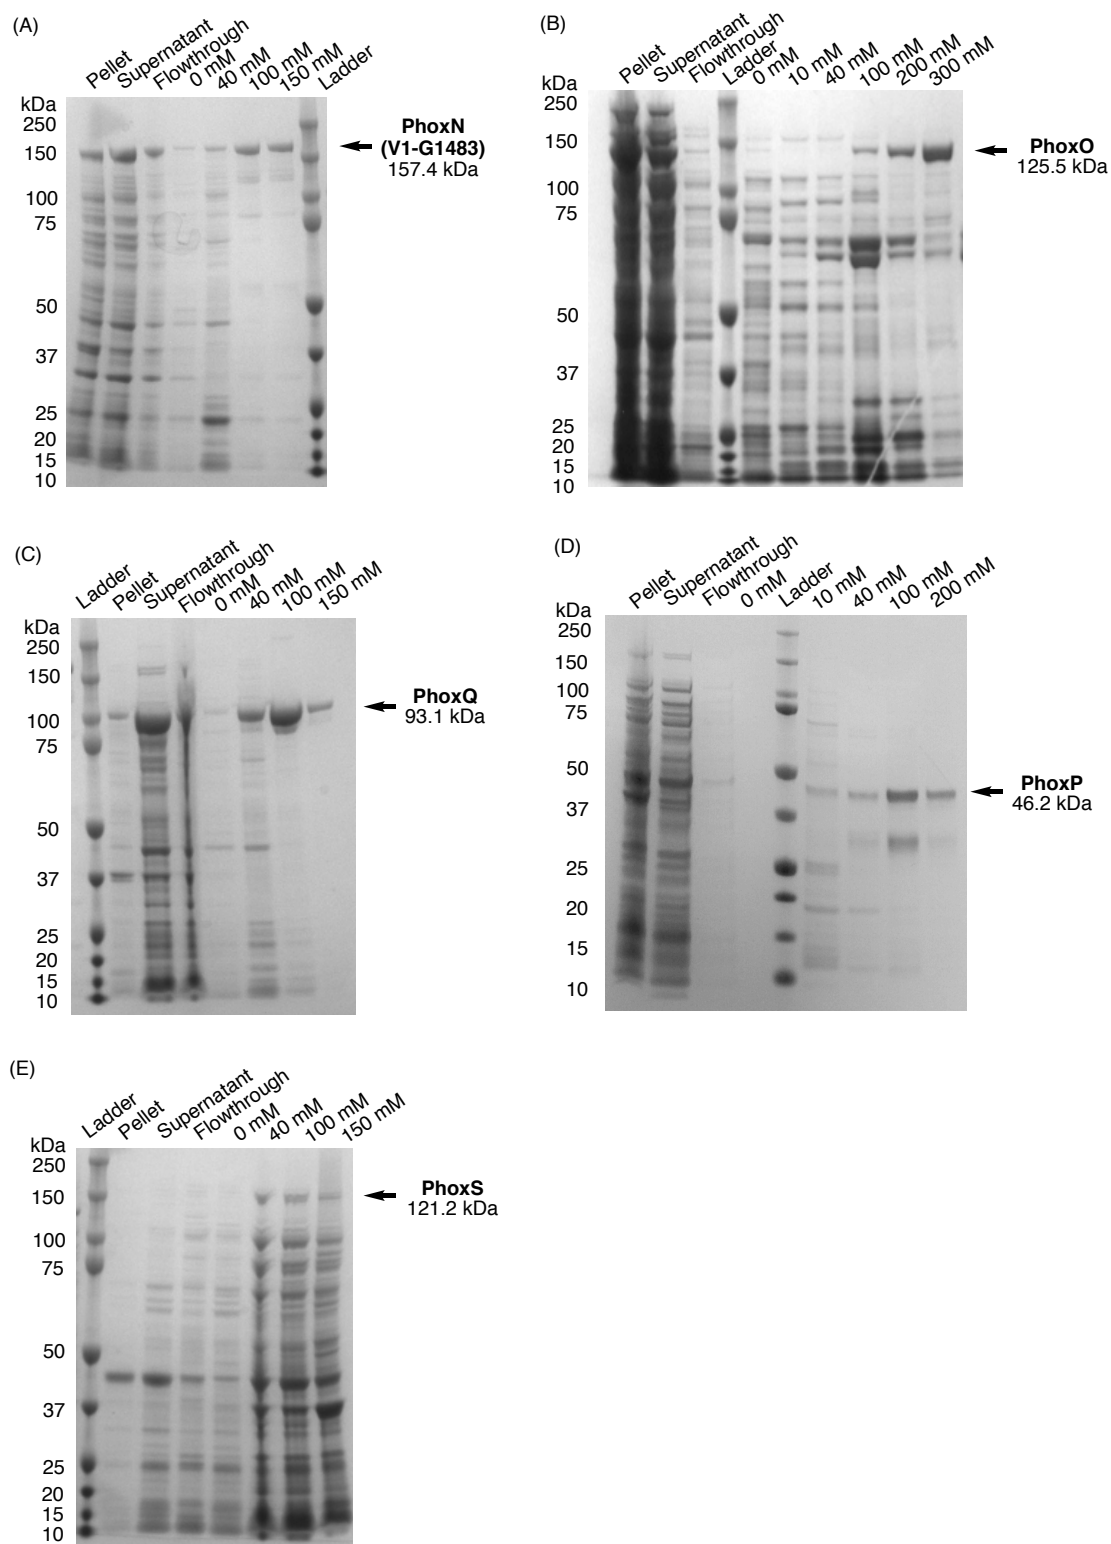 (A)
Pellet
Supernatant
Flowthrough
0 mM
40 mM
100 mM
150 mM
Ladder
kDa
250
150
100
75
50
37
25
20
15
10
PhoxN
(V1-G1483)
157.4 kDa
(B)
Pellet
Supernatant
Flowthrough
Ladder
0 mM
10 mM
40 mM
100 mM
200 mM
300 mM
kDa
250
150
100
75
50
37
25
20
15
10
PhoxO
125.5 kDa
(C)
Ladder
Pellet
Supernatant
Flowthrough
0 mM
40 mM
100 mM
150 mM
kDa
250
150
100
75
50
37
25
20
15
10
PhoxQ
93.1 kDa
(D)
Pellet
Supernatant
Flowthrough
0 mM
Ladder
10 mM
40 mM
100 mM
200 mM
kDa
250
150
100
75
50
37
25
20
15
10
PhoxP
46.2 kDa
(E)
Ladder
Pellet
Supernatant
Flowthrough
0 mM
40 mM
100 mM
150 mM
kDa
250
150
100
75
50
37
25
20
15
10
PhoxS
121.2 kDa